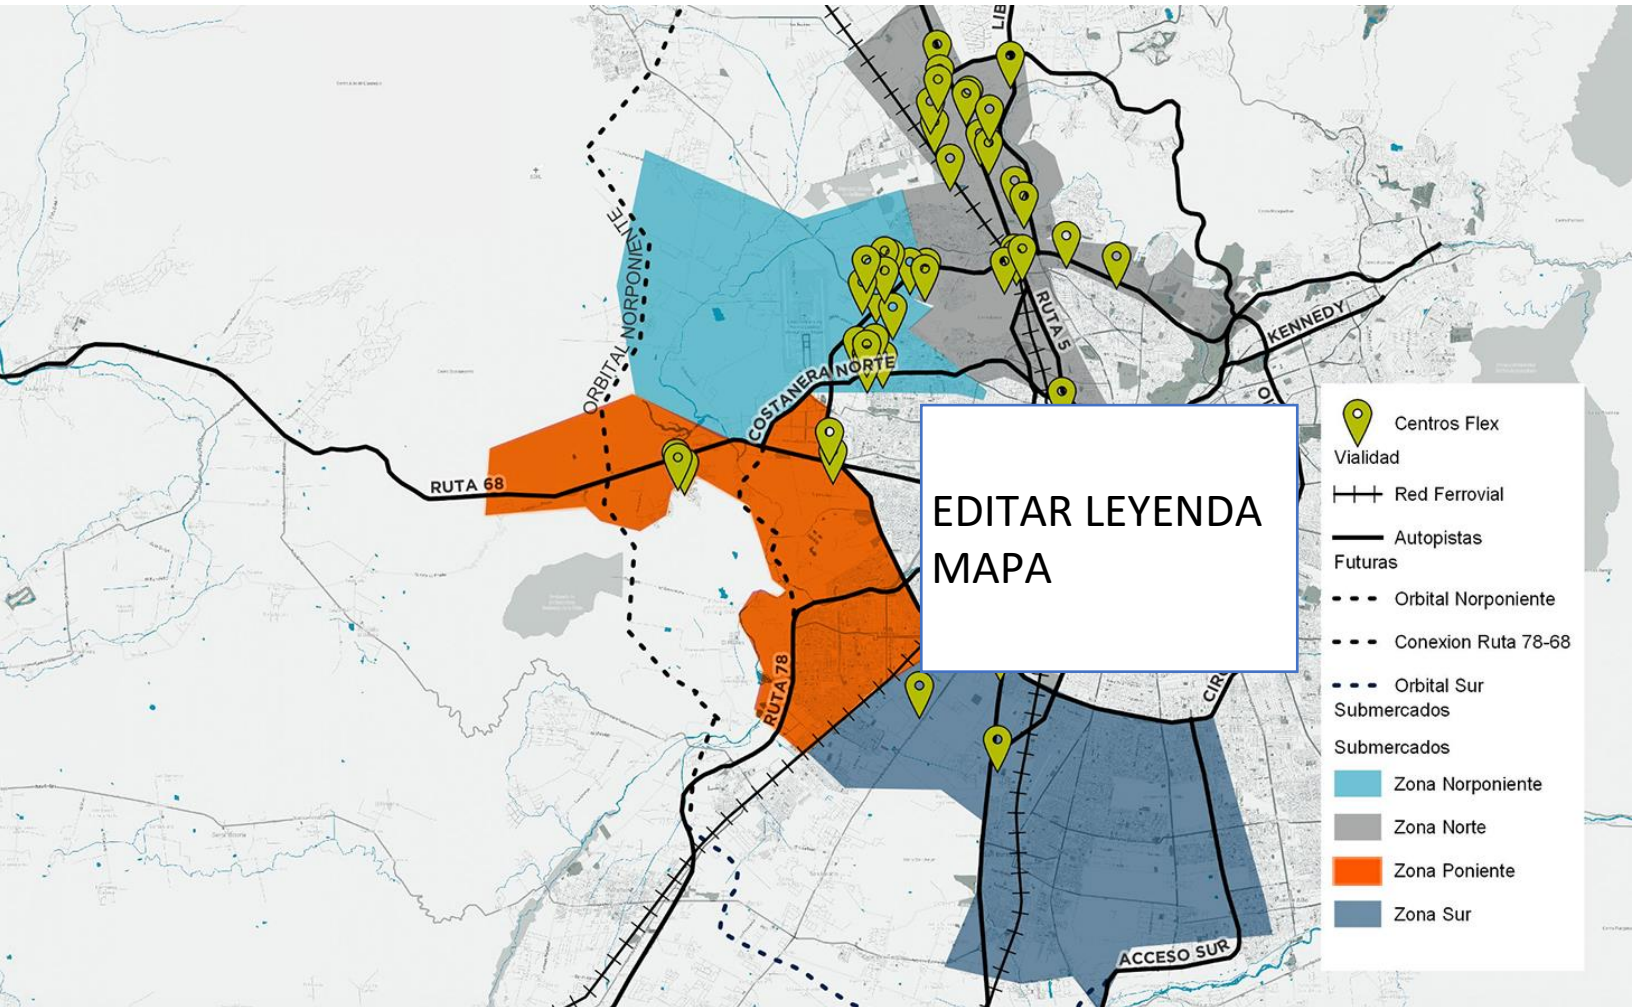 LIB
ORBITAL NORPONIENTE
RUTA 5
KENNEDY
COSTANERA NORTE
RUTA 68
RUTA 78
ACCESO SUR
EDITAR LEYENDA
MAPA
Centros Flex
Vialidad
Red Ferrovial
Autopistas
Futuras
Orbital Norponiente
Conexion Ruta 78-68
Orbital Sur
Submercados
Submercados
Zona Norponiente
Zona Norte
Zona Poniente
Zona Sur